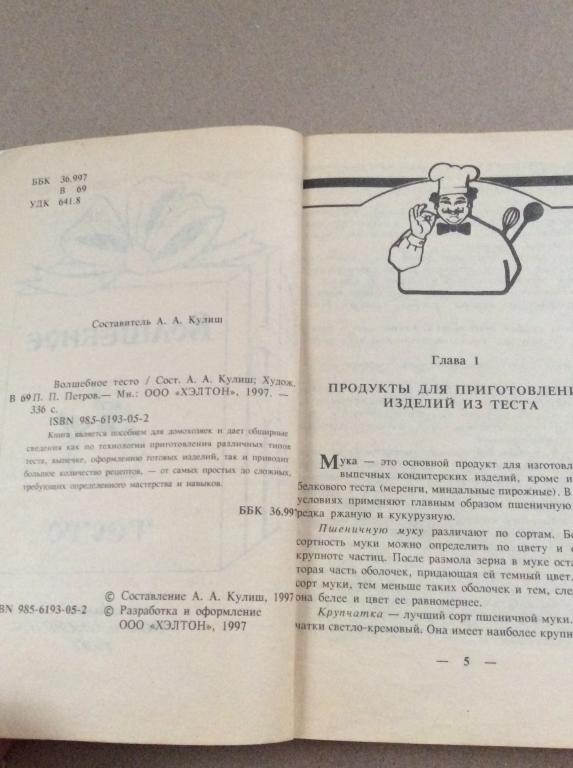 ББК 36.997
В 69
УДК 641.8
Составитель А. А. Кулиш
Волшебное тесто / Сост. А. А. Кулиш; Худож.
В 69 П. П. Петров.— Мн.: ООО «ХЭЛТОН», 1997. —
336 с.
ISBN 985-6193-05-2
Книга является пособием для домохозяек и дает обширные
сведения как по технологии приготовления различных типов
теста, выпечке, оформлению готовых изделий, так и приводит
большое количество рецептов, — от самых простых до сложных,
требующих определенного мастерства и навыков.
ББК 36.997
© Составление А. А. Кулиш, 1997
BN 985-6193-05-2 © Разработка и оформление
ООО «ХЭЛТОН», 1997
Глава 1
ПРОДУКТЫ ДЛЯ ПРИГОТОВЛЕНИ
ИЗДЕЛИЙ ИЗ ТЕСТА
Мука — это основной продукт для изготовл
выпечных кондитерских изделий, кроме и
белкового теста (меренги, миндальные пирожные). В
условиях применяют главным образом пшеничную
редка ржаную и кукурузную.
Пшеничную муку различают по сортам. Бе
сортность муки можно определить по цвету и
крупноте частиц. После размола зерна в муке оста
торая часть оболочек, придающая ей темный цвет.
сорт муки, тем меньше таких оболочек и тем, сле
она белее и цвет ее равномернее.
Крупчатка — лучший сорт пшеничной муки.
чатки светло-кремовый. Она имеет наиболее крупн
— 5 —